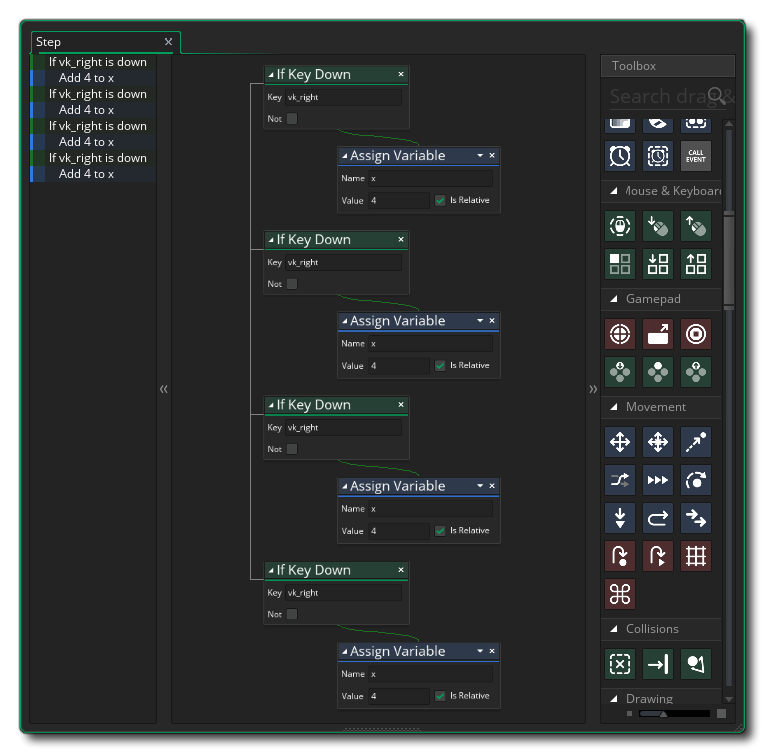 Step
If vk_right is down
Add 4 to x
If vk_right is down
Add 4 to x
If vk_right is down
Add 4 to x
If vk_right is down
Add 4 to x
If Key Down
Key vk_right
Not
Assign Variable
Name x
Value 4 Is Relative
If Key Down
Key vk_right
Not
Assign Variable
Name x
Value 4 Is Relative
If Key Down
Key vk_right
Not
Assign Variable
Name x
Value 4 Is Relative
If Key Down
Key vk_right
Not
Assign Variable
Name x
Value 4 Is Relative
Toolbox
Search drag &
CALL
EVENT
Mouse & Keyboar
Gamepad
Movement
Collisions
Drawing